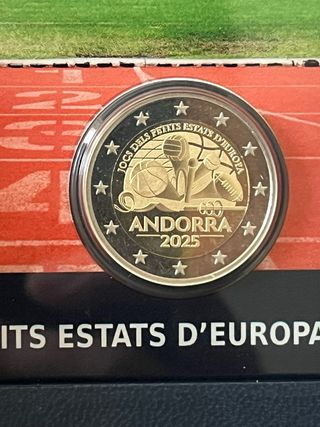 JOCS DELS PETITS ESTATS D'EUROPA
ANDORRA
2025
ITS ESTATS D'EUROPA